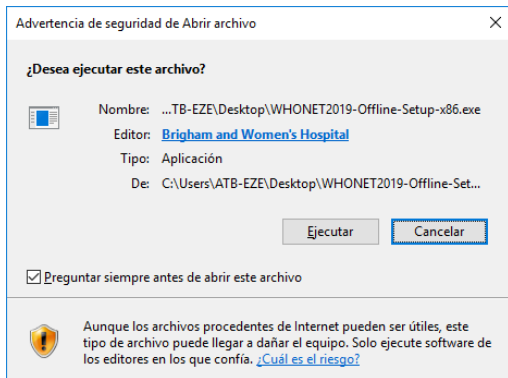 Advertencia de seguridad de Abrir archivo
¿Desea ejecutar este archivo?
Nombre: ...TB-EZE\Desktop\WHONET2019-Offline-Setup-x86.exe
Editor: Brigham and Women's Hospital
Tipo: Aplicación
De: C:\Users\ATB-EZE\Desktop\WHONET2019-Offline-Set...
Ejecutar Cancelar
Preguntar siempre antes de abrir este archivo
Aunque los archivos procedentes de Internet pueden ser útiles, este
tipo de archivo puede llegar a dañar el equipo. Solo ejecute software de
los editores en los que confía. ¿Cuál es el riesgo?